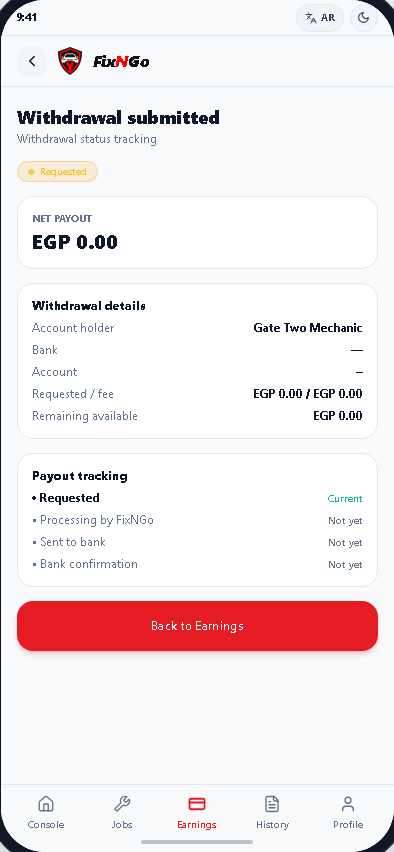 9:41
AR
FixNGo
Withdrawal submitted
Withdrawal status tracking
Requested
NET PAYOUT
EGP 0.00
Withdrawal details
Account holder Gate Two Mechanic
Bank —
Account –
Requested / fee EGP 0.00 / EGP 0.00
Remaining available EGP 0.00
Payout tracking
• Requested Current
• Processing by FixNGo Not yet
• Sent to bank Not yet
• Bank confirmation Not yet
Back to Earnings
Console Jobs Earnings History Profile